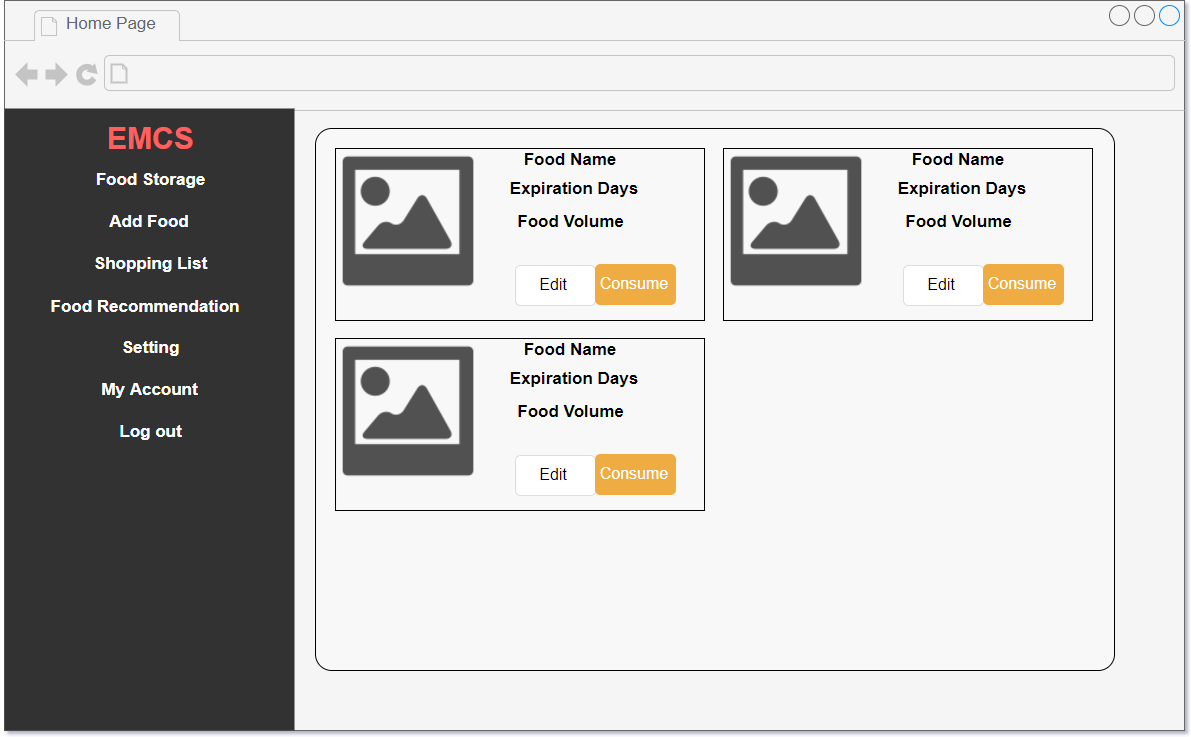 Home Page
EMCS
Food Storage
Add Food
Shopping List
Food Recommendation
Setting
My Account
Log out
Food Name
Expiration Days
Food Volume
Edit
Consume
Food Name
Expiration Days
Food Volume
Edit
Consume
Food Name
Expiration Days
Food Volume
Edit
Consume